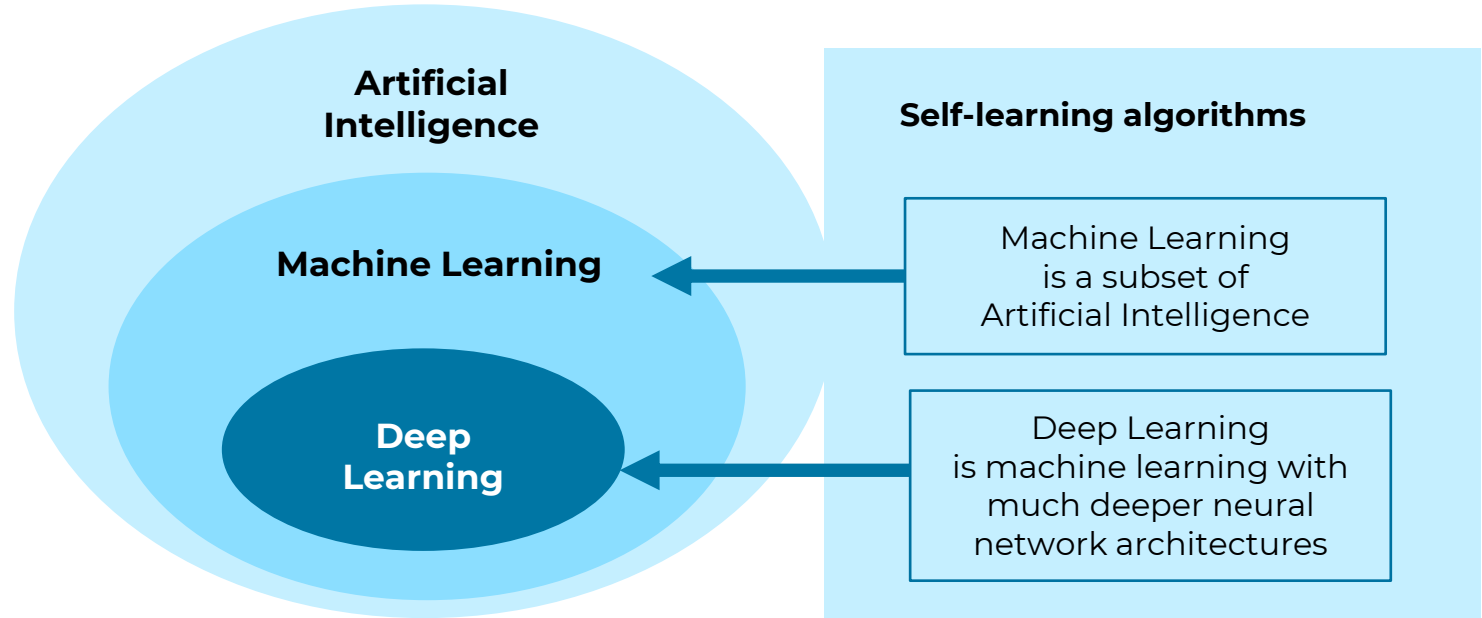 Artificial
Intelligence
Machine Learning
Deep
Learning
Self-learning algorithms
Machine Learning
is a subset of
Artificial Intelligence
Deep Learning
is machine learning with
much deeper neural
network architectures